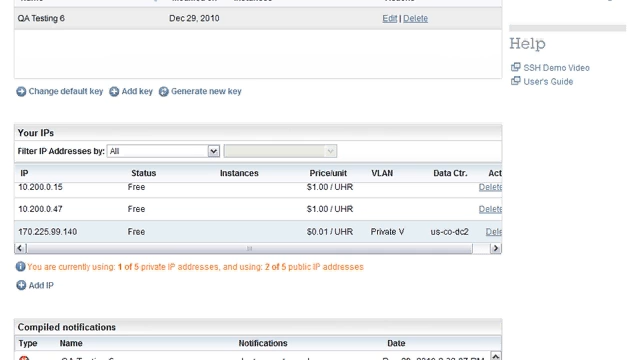 QA Testing 6 Dec 29, 2010 Edit | Delete
Help
SSH Demo Video
User's Guide
Change default key Add key Generate new key
Your IPs
Filter IP Addresses by: All
IP Status Instances Price/unit VLAN Data Ctr. Act
10.200.0.15 Free $1.00 / UHR Delete
10.200.0.47 Free $1.00 / UHR Delete
170.225.99.140 Free $0.01 / UHR Private V us-co-dc2 Dele
You are currently using: 1 of 5 private IP addresses, and using: 2 of 5 public IP addresses
Add IP
Compiled notifications
Type Name Notifications Date